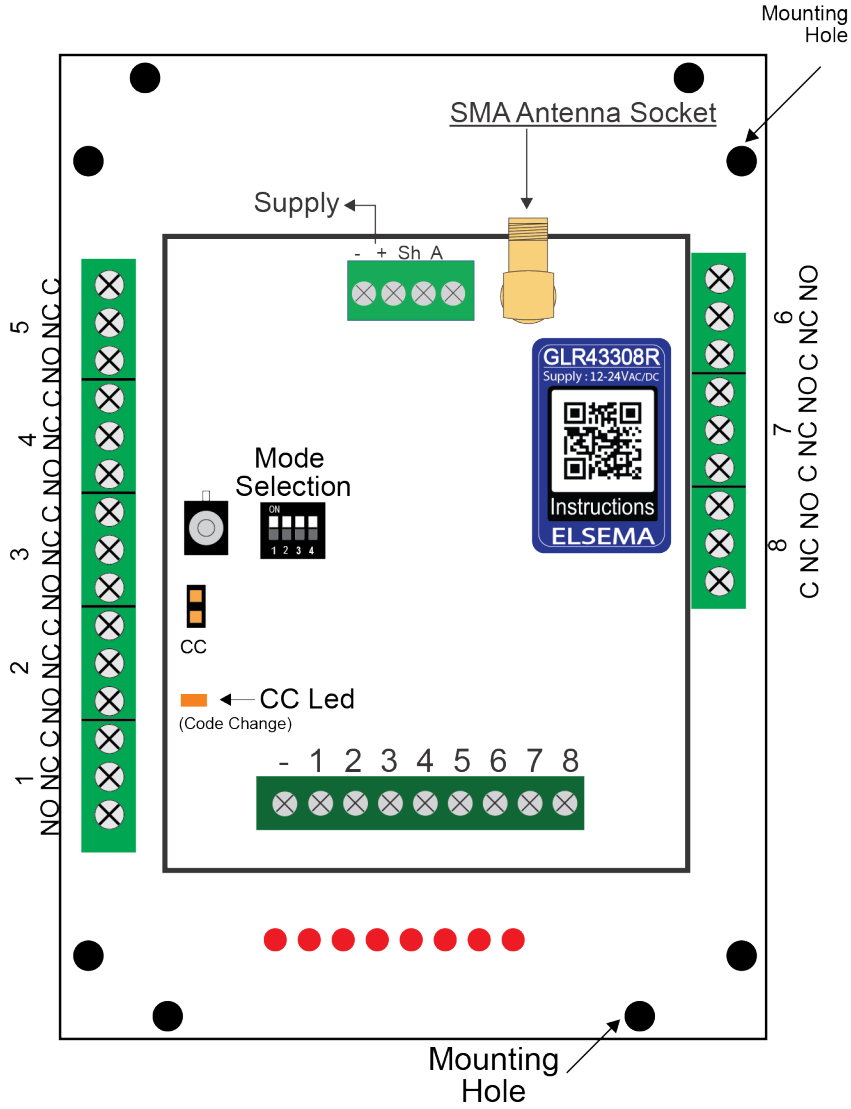 Mounting
Hole
SMA Antenna Socket
Supply
- + Sh A
GLR43308R
Supply : 12-24VAC/DC
Instructions
ELSEMA
5
NO NC C
4
NO NC C
3
NO NC C
2
NO NC C
1
NO NC C
6
C NC NO
7
C NC NO
8
C NC NO
Mode
Selection
ON
1 2 3 4
CC
CC Led
(Code Change)
- 1 2 3 4 5 6 7 8
Mounting
Hole